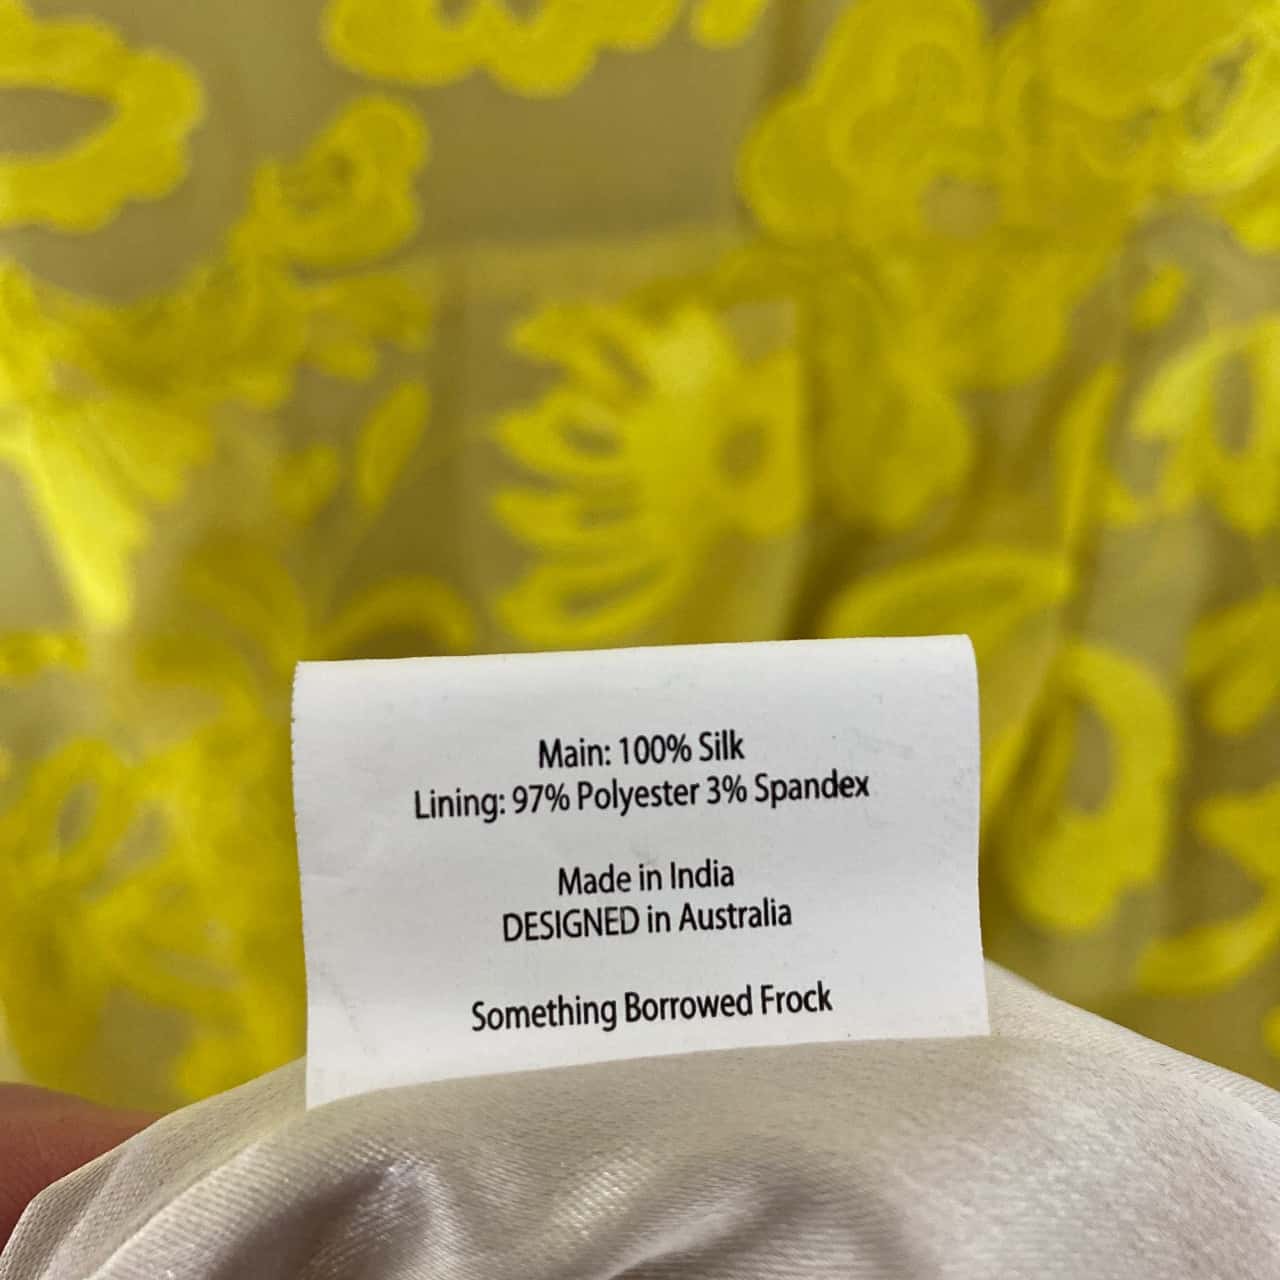 Main: 100% Silk
Lining: 97% Polyester 3% Spandex
Made in India
DESIGNED in Australia
Something Borrowed Frock